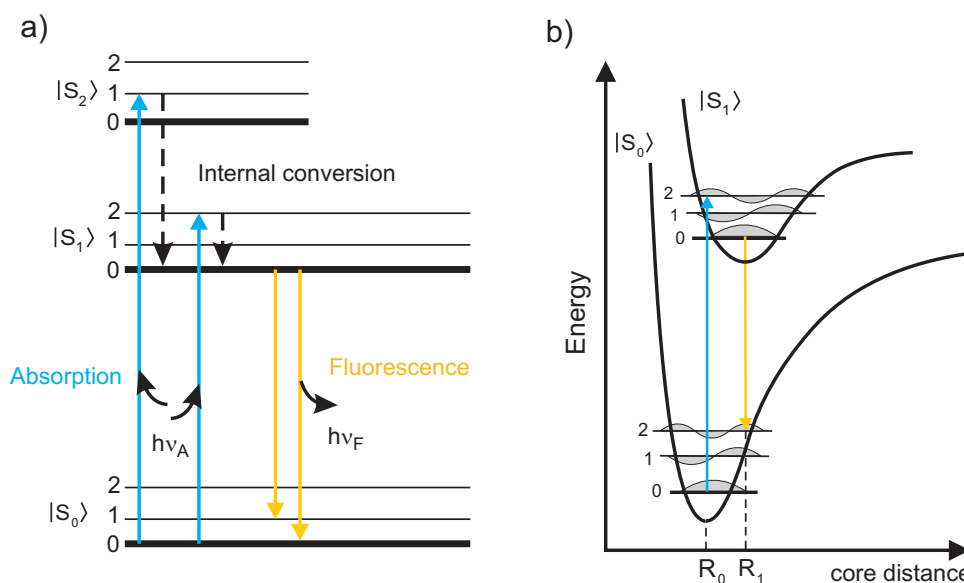 a)
2
|S₂⟩ 1
0
Internal conversion
2
|S₁⟩ 1
0
Absorption
Fluorescence
hνA
hνF
2
|S₀⟩ 1
0
b)
|S₁⟩
|S₀⟩
2
1
0
Energy
2
1
0
R₀ R₁
core distance